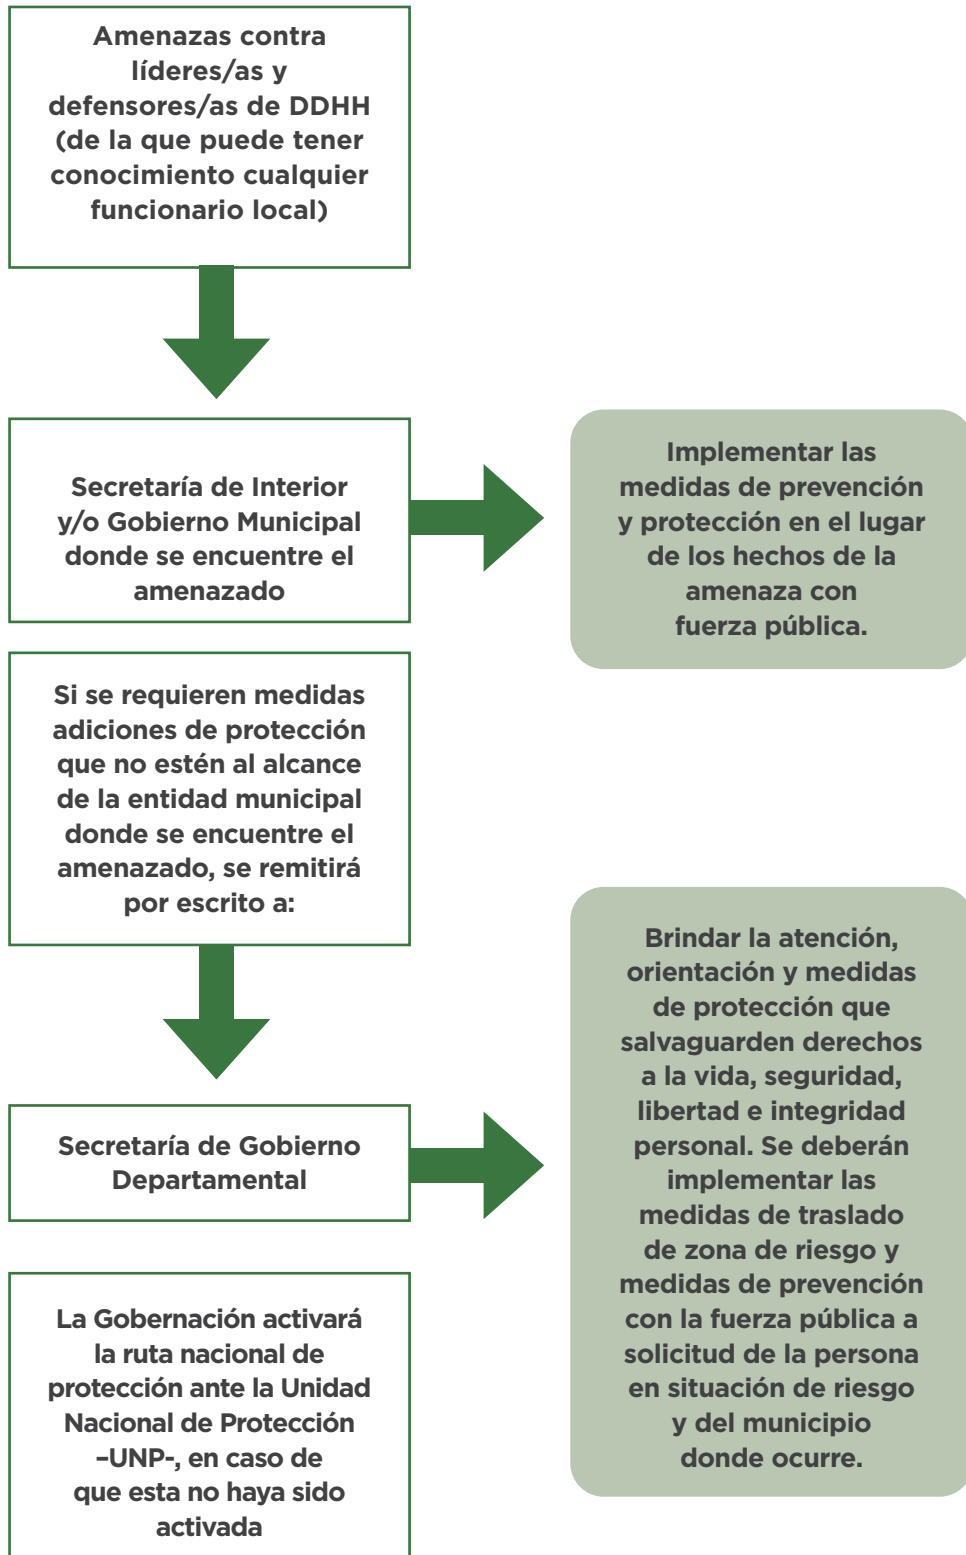 Amenazas contra
líderes/as y
defensores/as de DDHH
(de la que puede tener
conocimiento cualquier
funcionario local)
Secretaría de Interior
y/o Gobierno Municipal
donde se encuentre el
amenazado
Implementar las
medidas de prevención
y protección en el lugar
de los hechos de la
amenaza con
fuerza pública.
Si se requieren medidas
adiciones de protección
que no estén al alcance
de la entidad municipal
donde se encuentre el
amenazado, se remitirá
por escrito a:
Secretaría de Gobierno
Departamental
Brindar la atención,
orientación y medidas
de protección que
salvaguarden derechos
a la vida, seguridad,
libertad e integridad
personal. Se deberán
implementar las
medidas de traslado
de zona de riesgo y
medidas de prevención
con la fuerza pública a
solicitud de la persona
en situación de riesgo
y del municipio
donde ocurre.
La Gobernación activará
la ruta nacional de
protección ante la Unidad
Nacional de Protección
–UNP-, en caso de
que esta no haya sido
activada